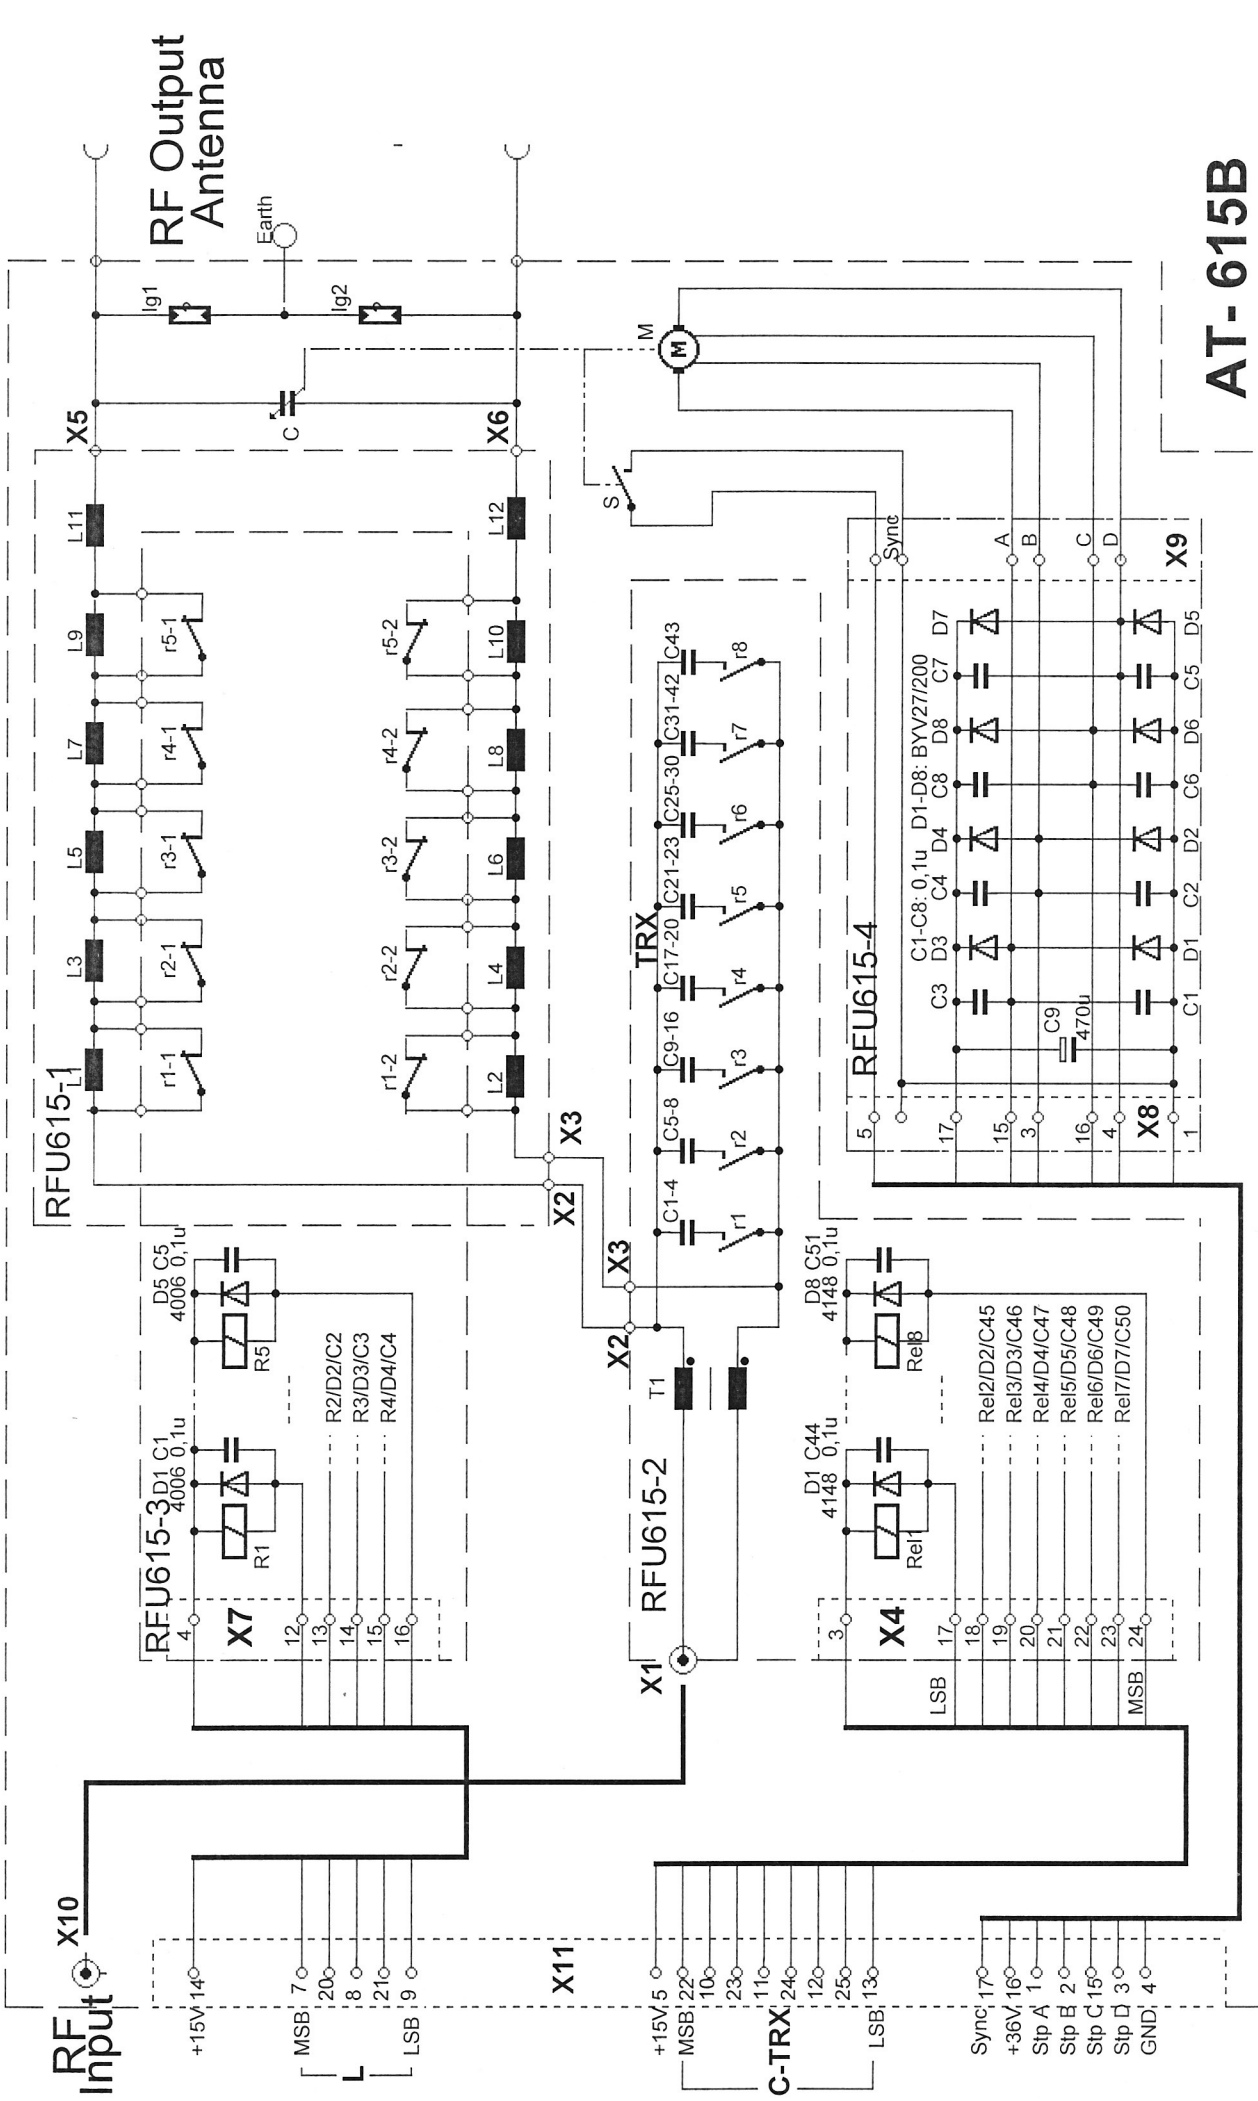 RF
Input
X10
+15V 14
MSB 7
20
8
21
LSB 9
L
X11
+15V 5
MSB 22
10
23
11
24
12
25
LSB 13
C-TRX
Sync 17
+36V 16
Stp A 1
Stp B 2
Stp C 15
Stp D 3
GND 4
RFU615-3
X7
4
12
13
14
15
16
R1
D1 C1
4006 0,1u
R5
D5 C5
4006 0,1u
R2/D2/C2
R3/D3/C3
R4/D4/C4
RFU615-1
L1
L3
L5
L7
L9
L11
r1-1
r2-1
r3-1
r4-1
r5-1
r1-2
r2-2
r3-2
r4-2
r5-2
L2
L4
L6
L8
L10
L12
X2
X3
X5
X6
C
Ig1
Ig2
Earth
RF Output
Antenna
RFU615-2
X1
T1
X2
X3
TRX
C1-4
C5-8
C9-16
C17-20
C21-23
C25-30
C31-42
C43
r1
r2
r3
r4
r5
r6
r7
r8
S
M
M
X4
3
17
18
19
20
21
22
23
24
LSB
MSB
Rel1
D1 C44
4148 0,1u
Rel8
D8 C51
4148 0,1u
Rel2/D2/C45
Rel3/D3/C46
Rel4/D4/C47
Rel5/D5/C48
Rel6/D6/C49
Rel7/D7/C50
RFU615-4
X8
5
17
15
3
16
4
1
C1-C8: 0,1u D1-D8: BYV27/200
C3
D3
C4
D4
C8
D8
C7
D7
C9
470u
C1
D1
C2
D2
C6
D6
C5
D5
Sync
A
B
C
D
X9
AT- 615B